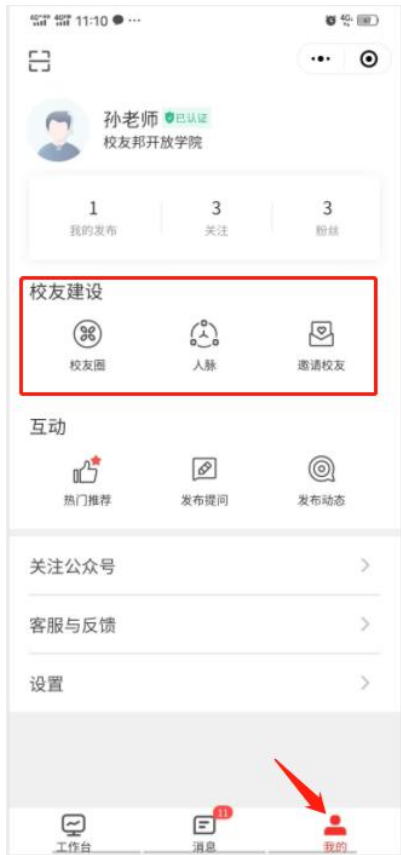 11:10
4G
孙老师 已认证
校友邦开放学院
1 3 3
我的发布 关注 粉丝
校友建设
校友圈 人脉 邀请校友
互动
热门推荐 发布提问 发布动态
关注公众号
客服与反馈
设置
11
工作台 消息 我的